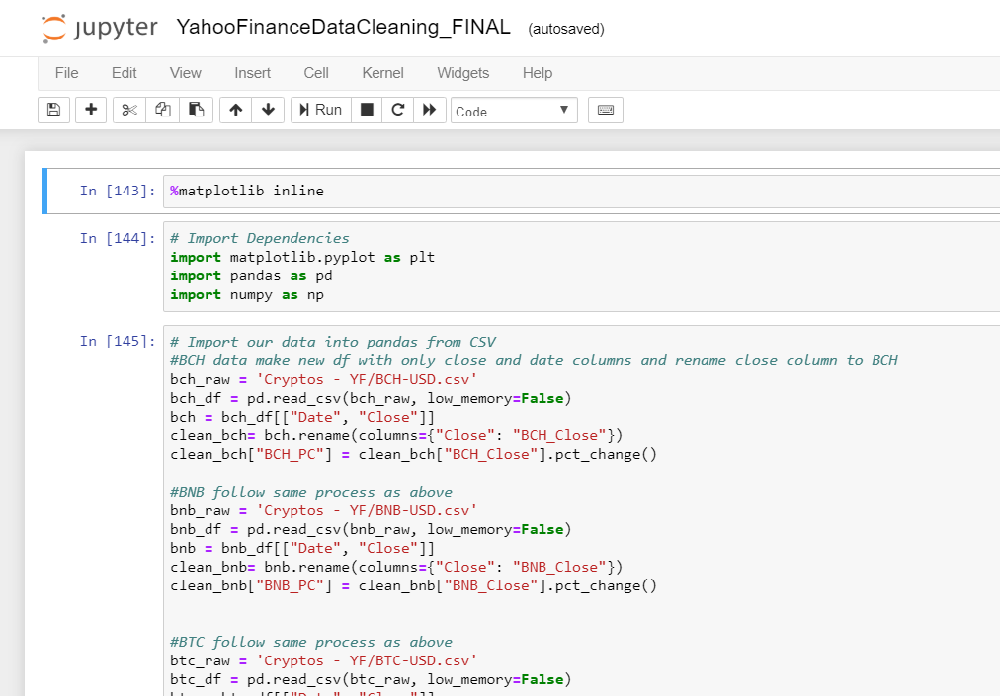 jupyter YahooFinanceDataCleaning_FINAL (autosaved)
File Edit View Insert Cell Kernel Widgets Help
Run Code
In [143]: %matplotlib inline
In [144]: # Import Dependencies
import matplotlib.pyplot as plt
import pandas as pd
import numpy as np
In [145]: # Import our data into pandas from CSV
#BCH data make new df with only close and date columns and rename close column to BCH
bch_raw = 'Cryptos - YF/BCH-USD.csv'
bch_df = pd.read_csv(bch_raw, low_memory=False)
bch = bch_df[["Date", "Close"]]
clean_bch= bch.rename(columns={"Close": "BCH_Close"})
clean_bch["BCH_PC"] = clean_bch["BCH_Close"].pct_change()
#BNB follow same process as above
bnb_raw = 'Cryptos - YF/BNB-USD.csv'
bnb_df = pd.read_csv(bnb_raw, low_memory=False)
bnb = bnb_df[["Date", "Close"]]
clean_bnb= bnb.rename(columns={"Close": "BNB_Close"})
clean_bnb["BNB_PC"] = clean_bnb["BNB_Close"].pct_change()
#BTC follow same process as above
btc_raw = 'Cryptos - YF/BTC-USD.csv'
btc_df = pd.read_csv(btc_raw, low_memory=False)